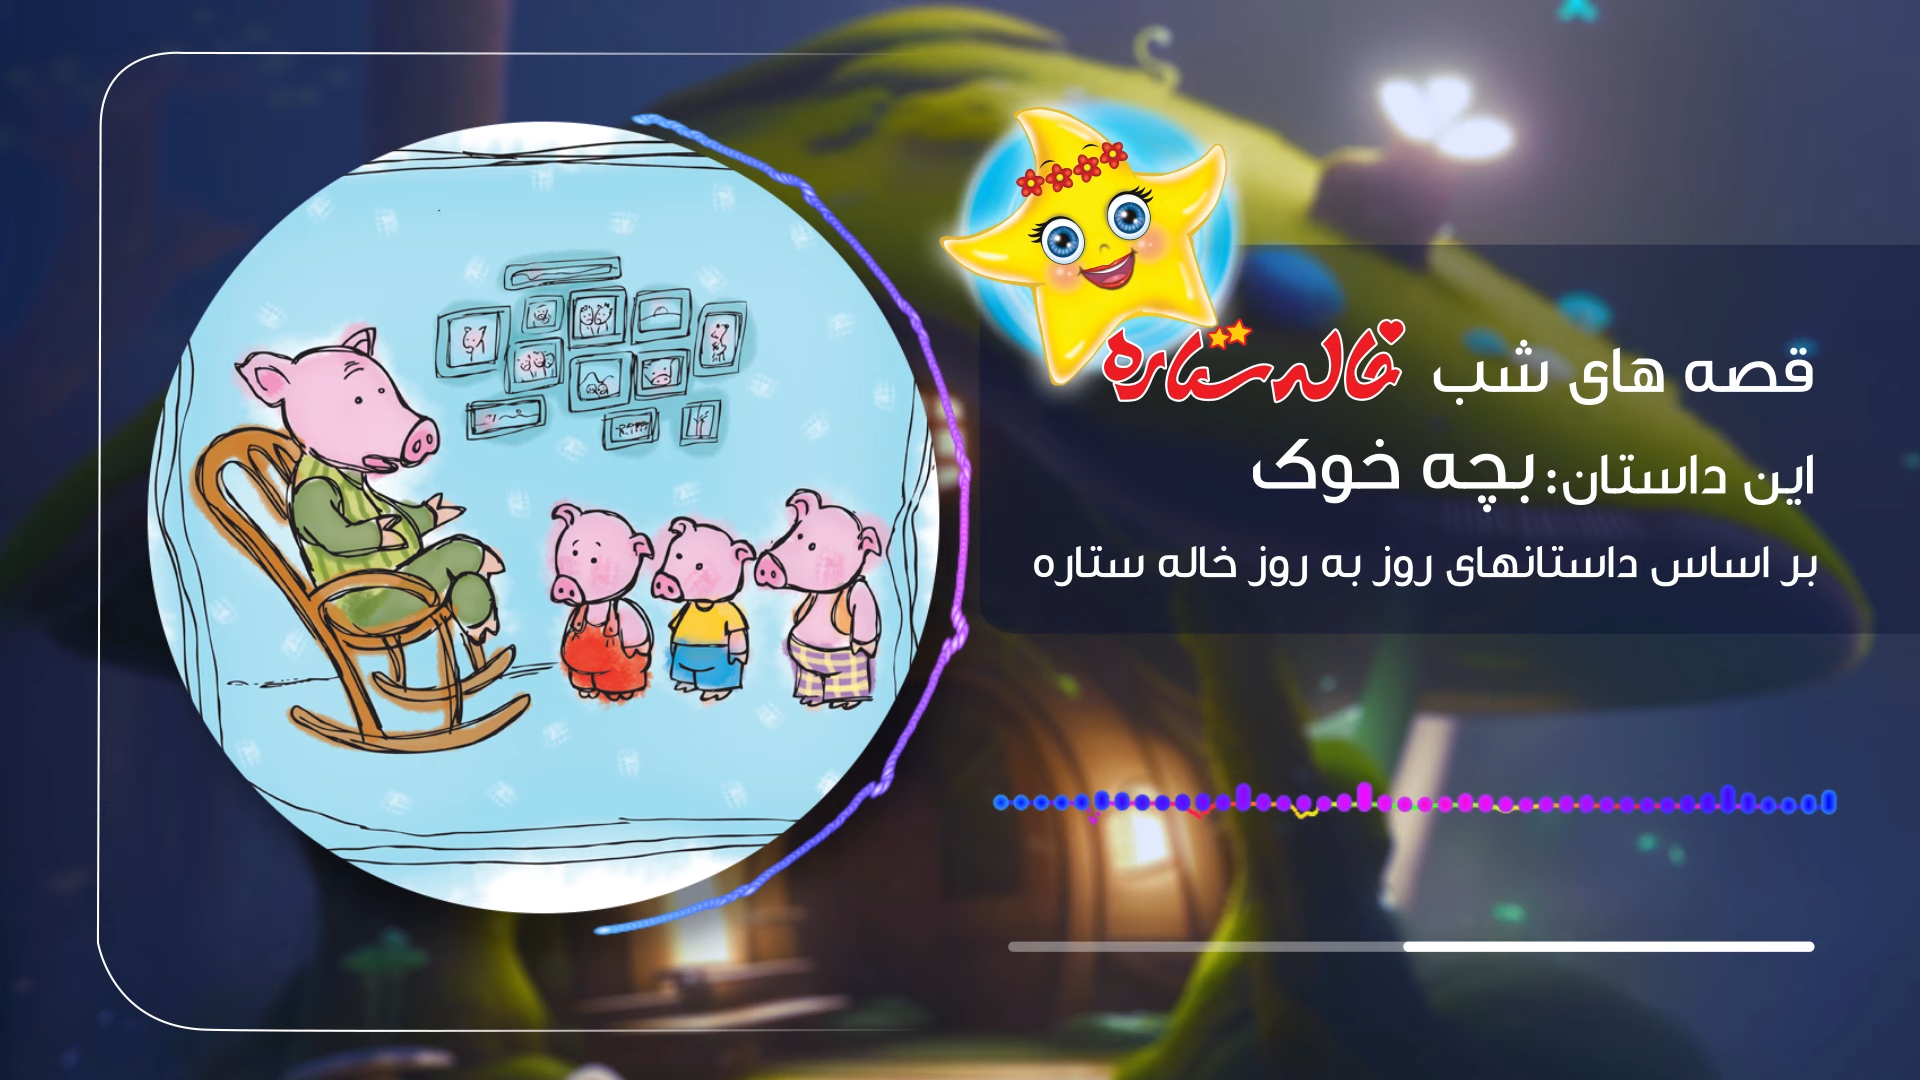 قصه های شب خاله ستاره
این داستان: بچه خوک
بر اساس داستانهای روز به روز خاله ستاره